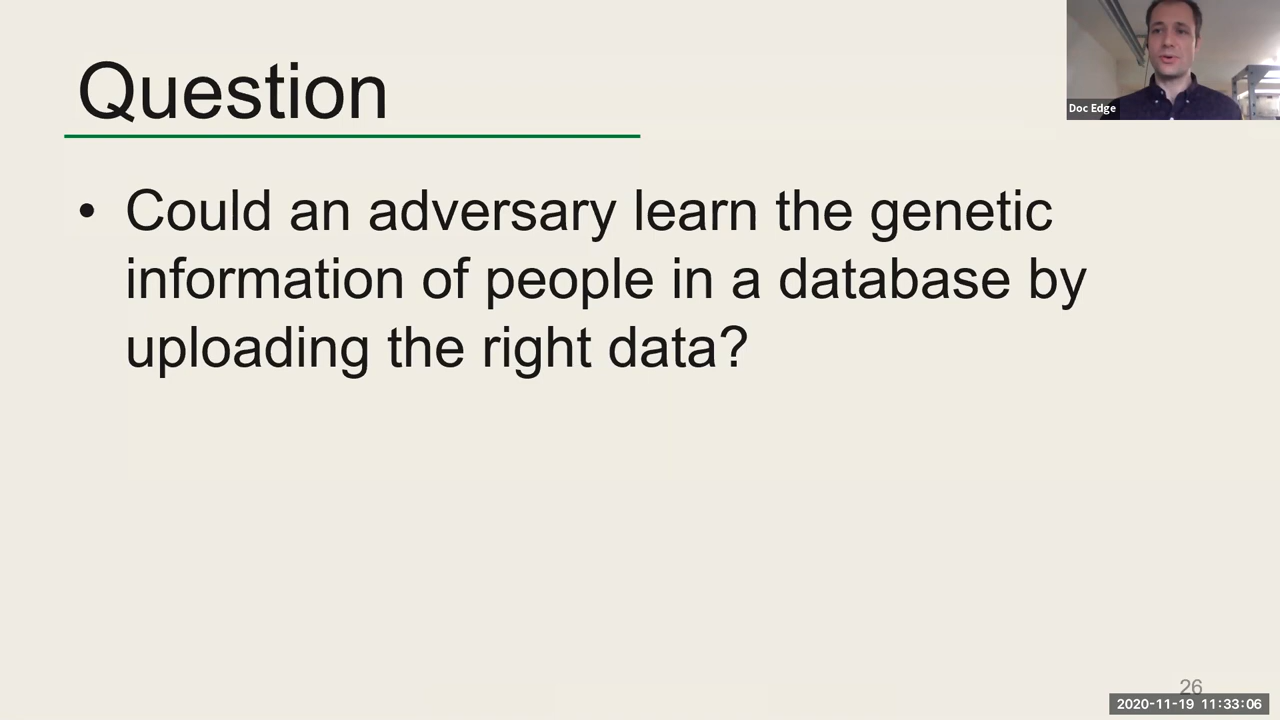 Question
Doc Edge
• Could an adversary learn the genetic
information of people in a database by
uploading the right data?
26
2020-11-19 11:33:06